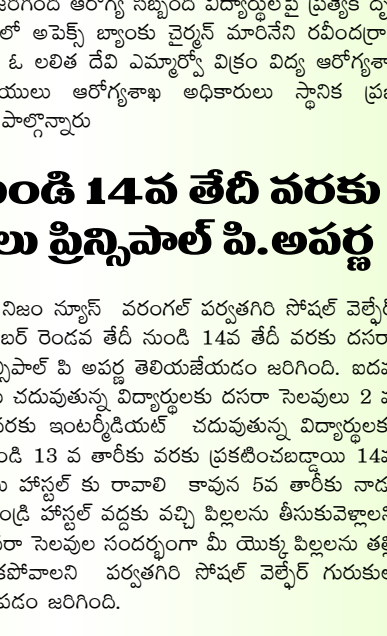 జరిగింది ఆరోగ్య సిబ్బంది విద్యార్థులపై ప్రత్యేక
లో అపెక్స్ బ్యాంకు చైర్మన్ మారినేని రవీందర్రా
ఓ లలిత దేవి ఎమ్మార్వో విక్రం విద్య ఆరోగ్యశా
యులు ఆరోగ్యశాఖ అధికారులు స్థానిక ప్రజ
పాల్గొన్నారు
నుండి 14వ తేదీ వరకు
లు ప్రిన్సిపాల్ పి.అపర్ణ
నిజం న్యూస్ వరంగల్ పర్వతగిరి సోషల్ వెల్ఫేర్
బర్ రెండవ తేదీ నుండి 14వ తేదీ వరకు దసరా
న్సిపాల్ పి అపర్ణ తెలియజేయడం జరిగింది. ఐదవ
చదువుతున్న విద్యార్థులకు దసరా సెలవులు 2 వ
వరకు ఇంటర్మీడియట్ చదువుతున్న విద్యార్థులక
ండి 13 వ తారీకు వరకు ప్రకటించబడ్డాయి 14వ
హాస్టల్ కు రావాలి కావున 5వ తారీకు నాడు
ండ్రి హాస్టల్ వద్దకు వచ్చి పిల్లలను తీసుకువెళ్లాలని
రా సెలవుల సందర్భంగా మీ యొక్క పిల్లలను తల్లి
కపోవాలని పర్వతగిరి సోషల్ వెల్ఫేర్ గురుకుల
పడం జరిగింది.